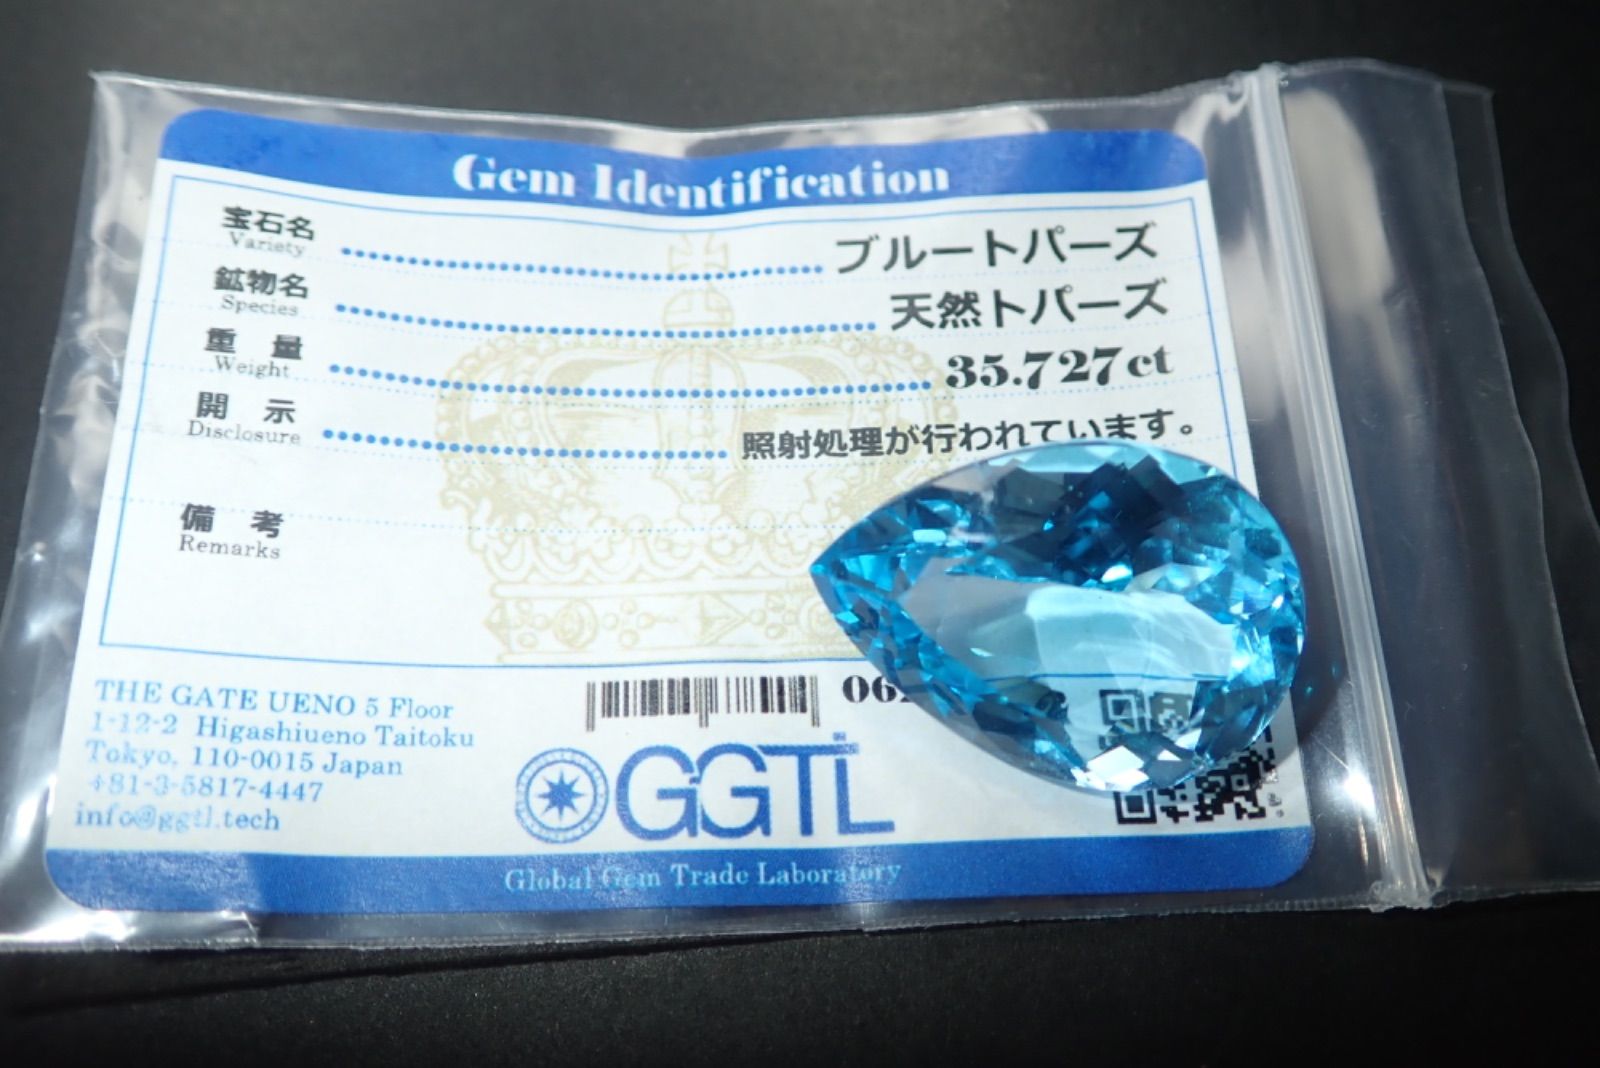 Gem Identification
宝石名 ブルートパーズ
Variety
鉱物名 天然トパーズ
Species
重量 35.727ct
Weight
開示 照射処理が行われています。
Disclosure
備考
Remarks
THE GATE UENO 5 Floor
1-12-2 Higashiueno Taitoku
Tokyo, 110-0015 Japan
+81-3-5817-4447
info@ggtl.tech
GGTL
Global Gem Trade Laboratory